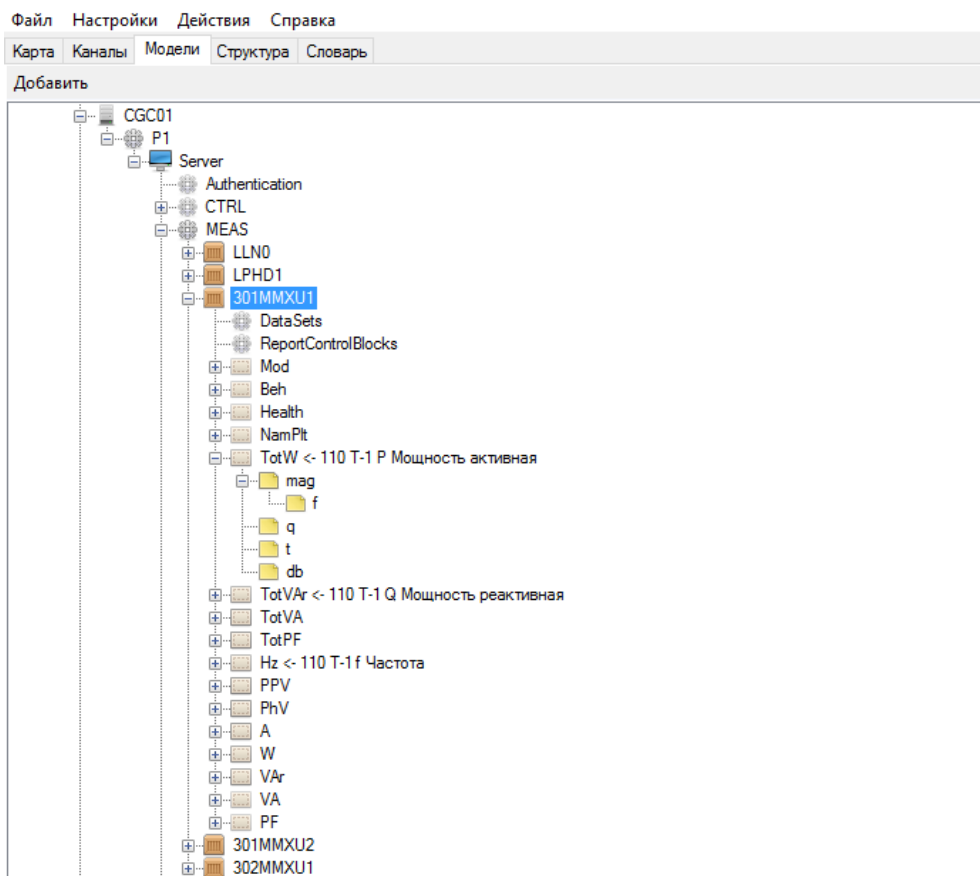 Файл Настройки Действия Справка
Карта Каналы Модели Структура Словарь
Добавить
CGC01
P1
Server
Authentication
CTRL
MEAS
LLN0
LPHD1
301MMXU1
DataSets
ReportControlBlocks
Mod
Beh
Health
NamPlt
TotW <- 110 Т-1 P Мощность активная
mag
f
q
t
db
TotVAr <- 110 Т-1 Q Мощность реактивная
TotVA
TotPF
Hz <- 110 Т-1 f Частота
PPV
PhV
A
W
VAr
VA
PF
301MMXU2
302MMXU1